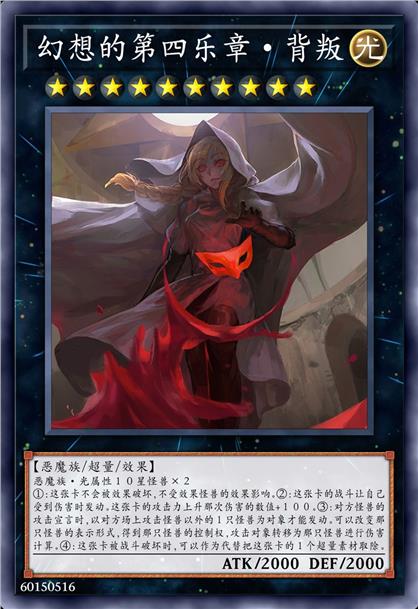 幻想的第四乐章·背叛 光
【恶魔族/超量/效果】
恶魔族·光属性10星怪兽×2
①:这张卡不会被效果破坏,不受效果怪兽的效果影响。②:这张卡的战斗让自己
受到伤害时发动。这张卡的攻击力上升那次伤害的数值+100。③:对方怪兽的
攻击宣言时,以对方场上攻击怪兽以外的1只怪兽为对象才能发动。可以改变那
只怪兽的表示形式,得到那只怪兽的控制权,攻击对象转移为那只怪兽进行伤害
计算。④:这张卡被战斗破坏时,可以作为代替把这张卡的1个超量素材取除。
ATK/2000 DEF/2000
60150516